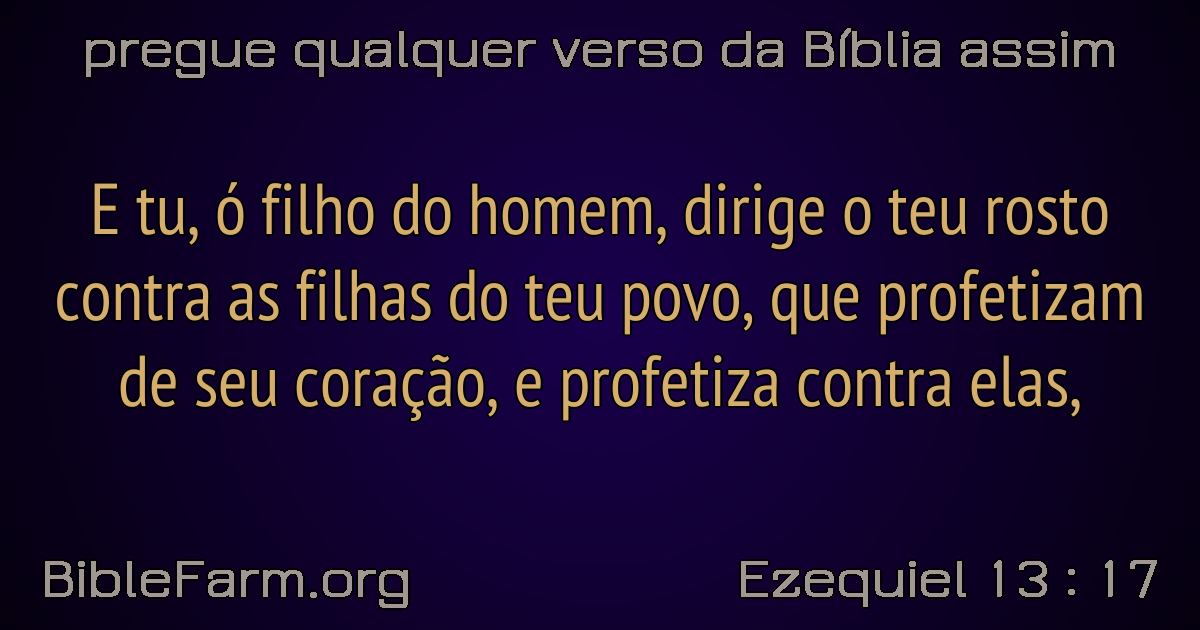 pregue qualquer verso da Bíblia assim
E tu, ó filho do homem, dirige o teu rosto
contra as filhas do teu povo, que profetizam
de seu coração, e profetiza contra elas,
BibleFarm.org
Ezequiel 13 : 17